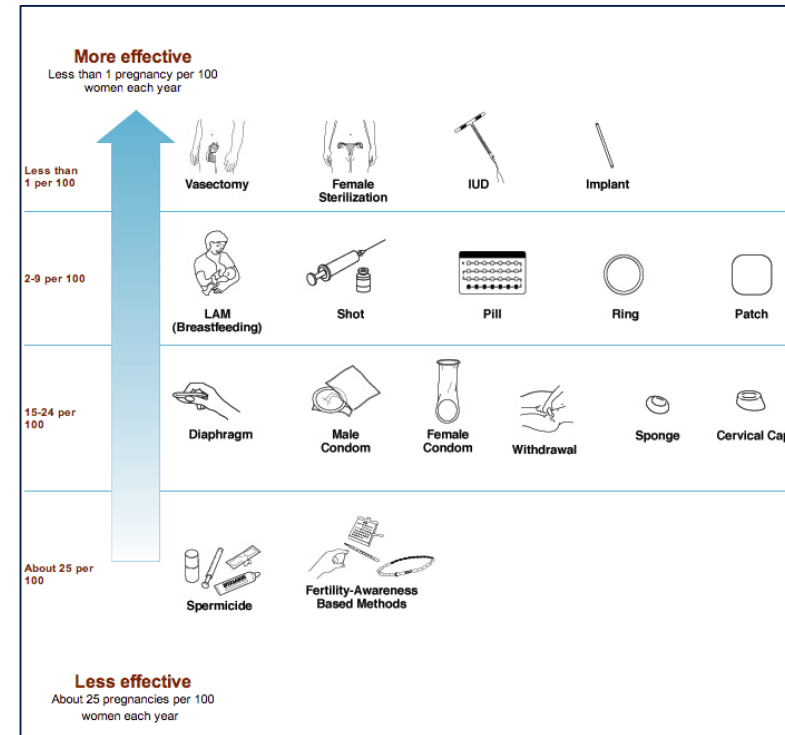 More effective
Less than 1 pregnancy per 100
women each year
Less than
1 per 100
Vasectomy
Female
Sterilization
IUD
Implant
2-9 per 100
LAM
(Breastfeeding)
Shot
Pill
Ring
Patch
15-24 per
100
Diaphragm
Male
Condom
Female
Condom
Withdrawal
Sponge
Cervical Cap
About 25 per
100
Spermicide
Fertility-Awareness
Based Methods
Less effective
About 25 pregnancies per 100
women each year